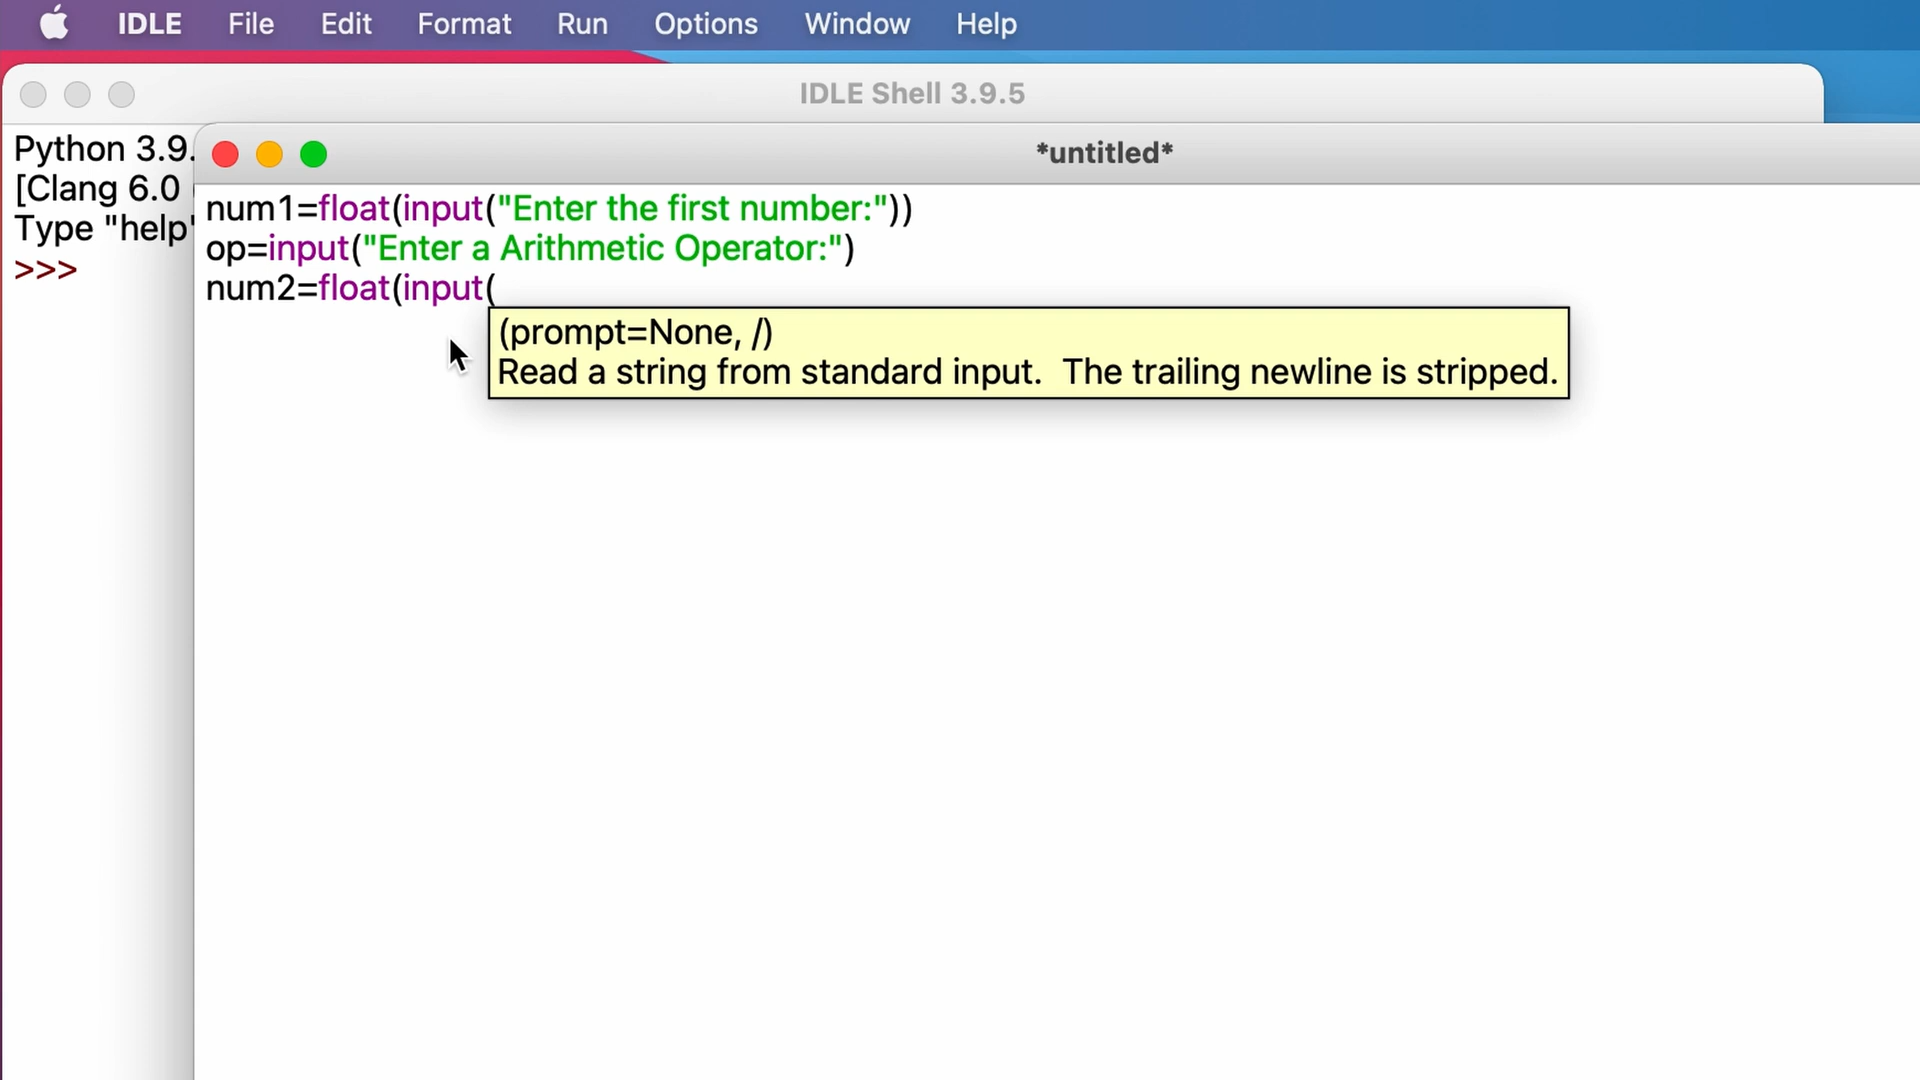 IDLE File Edit Format Run Options Window Help
IDLE Shell 3.9.5
Python 3.9.
[Clang 6.0
Type "help'
>>>
*untitled*
num1=float(input("Enter the first number:"))
op=input("Enter a Arithmetic Operator:")
num2=float(input(
(prompt=None, /)
Read a string from standard input.  The trailing newline is stripped.